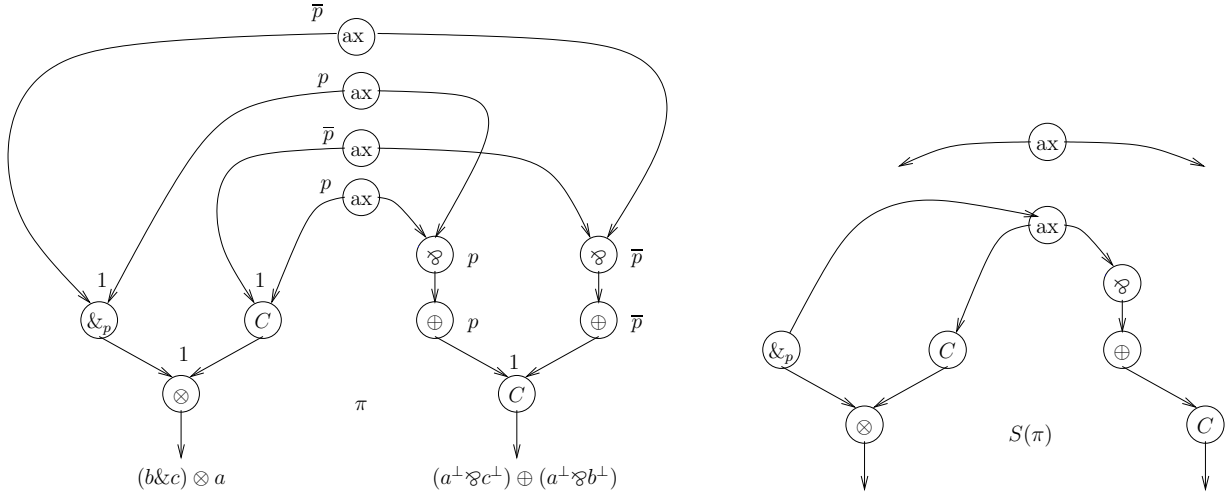 p̅
ax
p
ax
p̅
ax
ax
p
ax
ax
⅋ p
⅋ p̅
⅋
1
1
&ₚ
C
⊕ p
⊕ p̅
&ₚ
C
⊕
1
1
⊗
π
C
⊗
S(π)
C
(b&c) ⊗ a
(a⊥⅋c⊥) ⊕ (a⊥⅋b⊥)